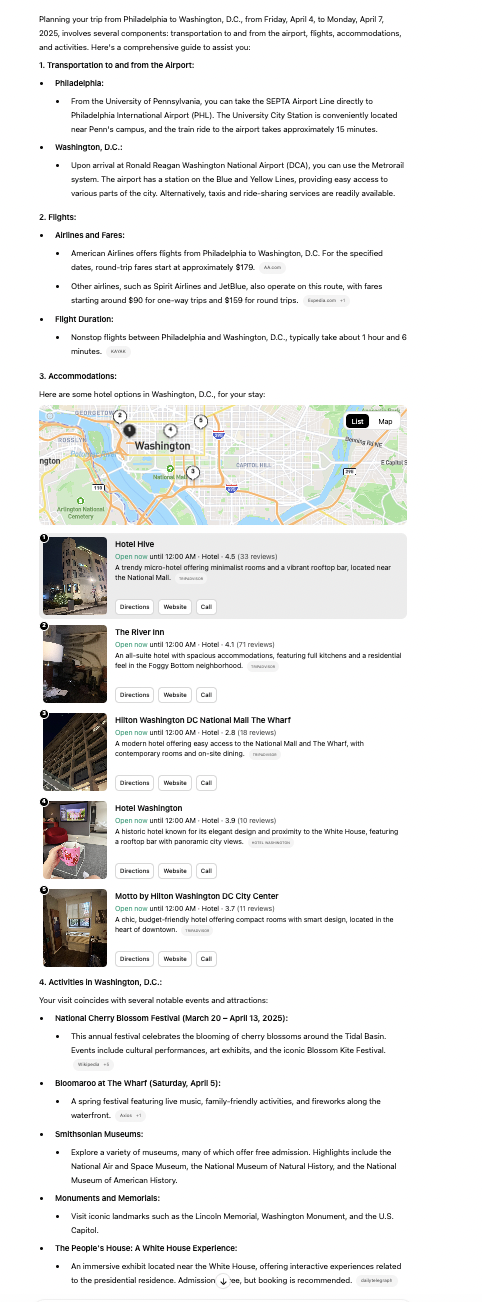 Planning your trip from Philadelphia to Washington, D.C., from Friday, April 4, to Monday, April 7,
2025, involves several components: transportation to and from the airport, flights, accommodations,
and activities. Here's a comprehensive guide to assist you:
1. Transportation to and from the Airport:
• Philadelphia:
• From the University of Pennsylvania, you can take the SEPTA Airport Line directly to
Philadelphia International Airport (PHL). The University City Station is conveniently located
near Penn's campus, and the train ride to the airport takes approximately 15 minutes.
• Washington, D.C.:
• Upon arrival at Ronald Reagan Washington National Airport (DCA), you can use the Metrorail
system. The airport has a station on the Blue and Yellow Lines, providing easy access to
various parts of the city. Alternatively, taxis and ride-sharing services are readily available.
2. Flights:
• Airlines and Fares:
• American Airlines offers flights from Philadelphia to Washington, D.C. For the specified
dates, round-trip fares start at approximately $179. AA.com
• Other airlines, such as Spirit Airlines and JetBlue, also operate on this route, with fares
starting around $90 for one-way trips and $159 for round trips. Expedia.com +1
• Flight Duration:
• Nonstop flights between Philadelphia and Washington, D.C., typically take about 1 hour and 6
minutes. KAYAK
3. Accommodations:
Here are some hotel options in Washington, D.C., for your stay:
GEORGETOW
2
5
List Map
ROSSLYN
1
4
Washington
ngton
3
National Mall
CAPITOL HILL
E Capitol S
Arlington National
Cemetery
1
Hotel Hive
Open now until 12:00 AM · Hotel · 4.5 (33 reviews)
A trendy micro-hotel offering minimalist rooms and a vibrant rooftop bar, located near
the National Mall. TRIPADVISOR
Directions Website Call
2
The River Inn
Open now until 12:00 AM · Hotel · 4.1 (71 reviews)
An all-suite hotel with spacious accommodations, featuring full kitchens and a residential
feel in the Foggy Bottom neighborhood. TRIPADVISOR
Directions Website Call
3
Hilton Washington DC National Mall The Wharf
Open now until 12:00 AM · Hotel · 2.8 (18 reviews)
A modern hotel offering easy access to the National Mall and The Wharf, with
contemporary rooms and on-site dining. TRIPADVISOR
Directions Website Call
4
Hotel Washington
Open now until 12:00 AM · Hotel · 3.9 (10 reviews)
A historic hotel known for its elegant design and proximity to the White House, featuring
a rooftop bar with panoramic city views. HOTEL WASHINGTON
Directions Website Call
5
Motto by Hilton Washington DC City Center
Open now until 12:00 AM · Hotel · 3.7 (11 reviews)
A chic, budget-friendly hotel offering compact rooms with smart design, located in the
heart of downtown. TRIPADVISOR
Directions Website Call
4. Activities in Washington, D.C.:
Your visit coincides with several notable events and attractions:
• National Cherry Blossom Festival (March 20 – April 13, 2025):
• This annual festival celebrates the blooming of cherry blossoms around the Tidal Basin.
Events include cultural performances, art exhibits, and the iconic Blossom Kite Festival.
Wikipedia
• Bloomaroo at The Wharf (Saturday, April 5):
• A spring festival featuring live music, family-friendly activities, and fireworks along the
waterfront. Axios +1
• Smithsonian Museums:
• Explore a variety of museums, many of which offer free admission. Highlights include the
National Air and Space Museum, the National Museum of Natural History, and the National
Museum of American History.
• Monuments and Memorials:
• Visit iconic landmarks such as the Lincoln Memorial, Washington Monument, and the U.S.
Capitol.
• The People's House: A White House Experience:
• An immersive exhibit located near the White House, offering interactive experiences related
to the presidential residence. Admission ee, but booking is recommended. dailytelegraph